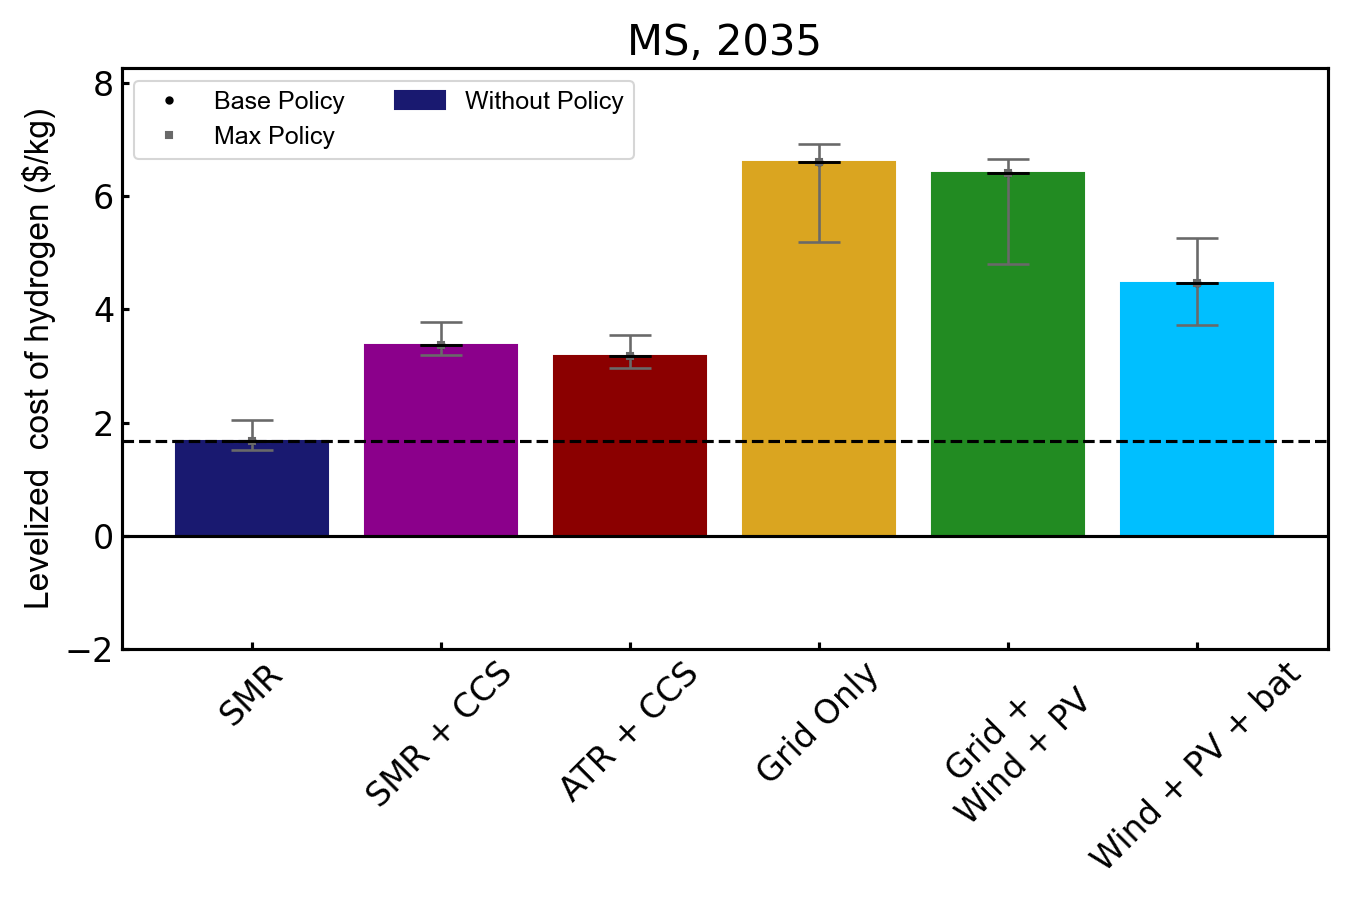 MS, 2035
Levelized  cost of hydrogen ($/kg)
8
6
4
2
0
−2
Base Policy
Max Policy
Without Policy
SMR
SMR + CCS
ATR + CCS
Grid Only
Grid +
Wind + PV
Wind + PV + bat